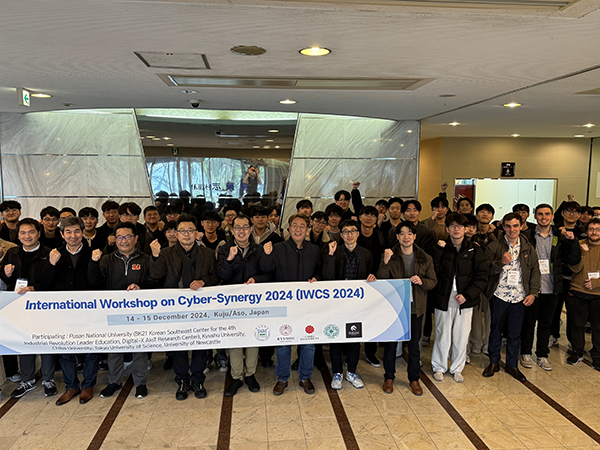 International Workshop on Cyber-Synergy 2024 (IWCS 2024)
14 - 15 December 2024, Kuju/Aso, Japan
Participating : Pusan National University (BK21 Korean Southeast Center for the 4th
Industrial Revolution Leader Education, Digital-X Aist Research Center), Kyushu University,
Chiba University, Tokyo University of Science, University of Newcastle